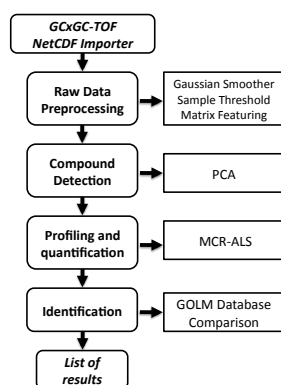 GCxGC-TOF
NetCDF Importer
Raw Data
Preprocessing
Gaussian Smoother
Sample Threshold
Matrix Featuring
Compound
Detection
PCA
Profiling and
quantification
MCR-ALS
Identification
GOLM Database
Comparison
List of
results